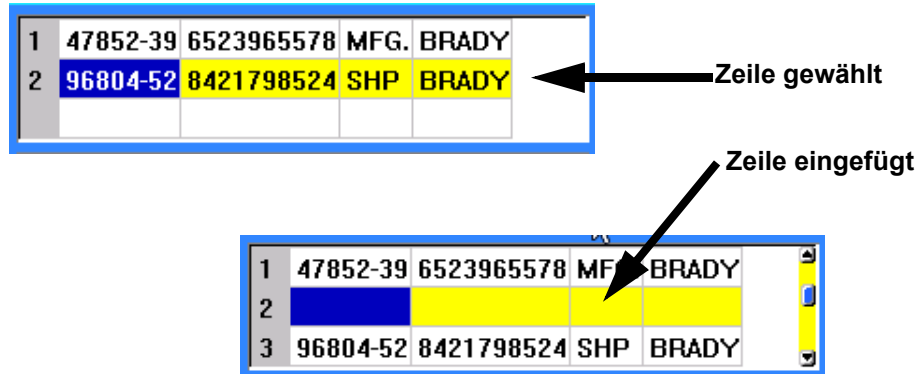 1 47852-39 6523965578 MFG. BRADY
2 96804-52 8421798524 SHP BRADY
Zeile gewählt
Zeile eingefügt
1 47852-39 6523965578 BRADY
2
3 96804-52 8421798524 SHP BRADY